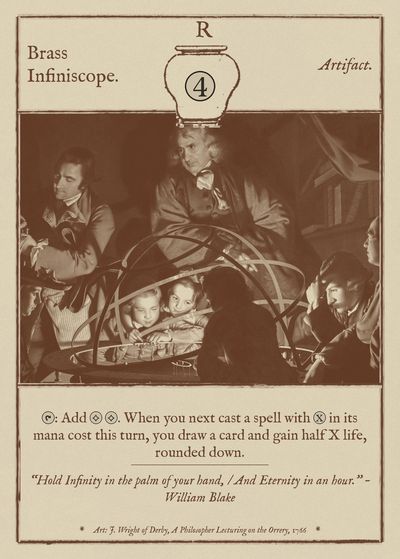 R
Brass
Infiniscope.
4
Artifact.
: Add . When you next cast a spell with X in its
mana cost this turn, you draw a card and gain half X life,
rounded down.
“Hold Infinity in the palm of your hand, / And Eternity in an hour.” -
William Blake
Art: J. Wright of Derby, A Philosopher Lecturing on the Orrery, 1766